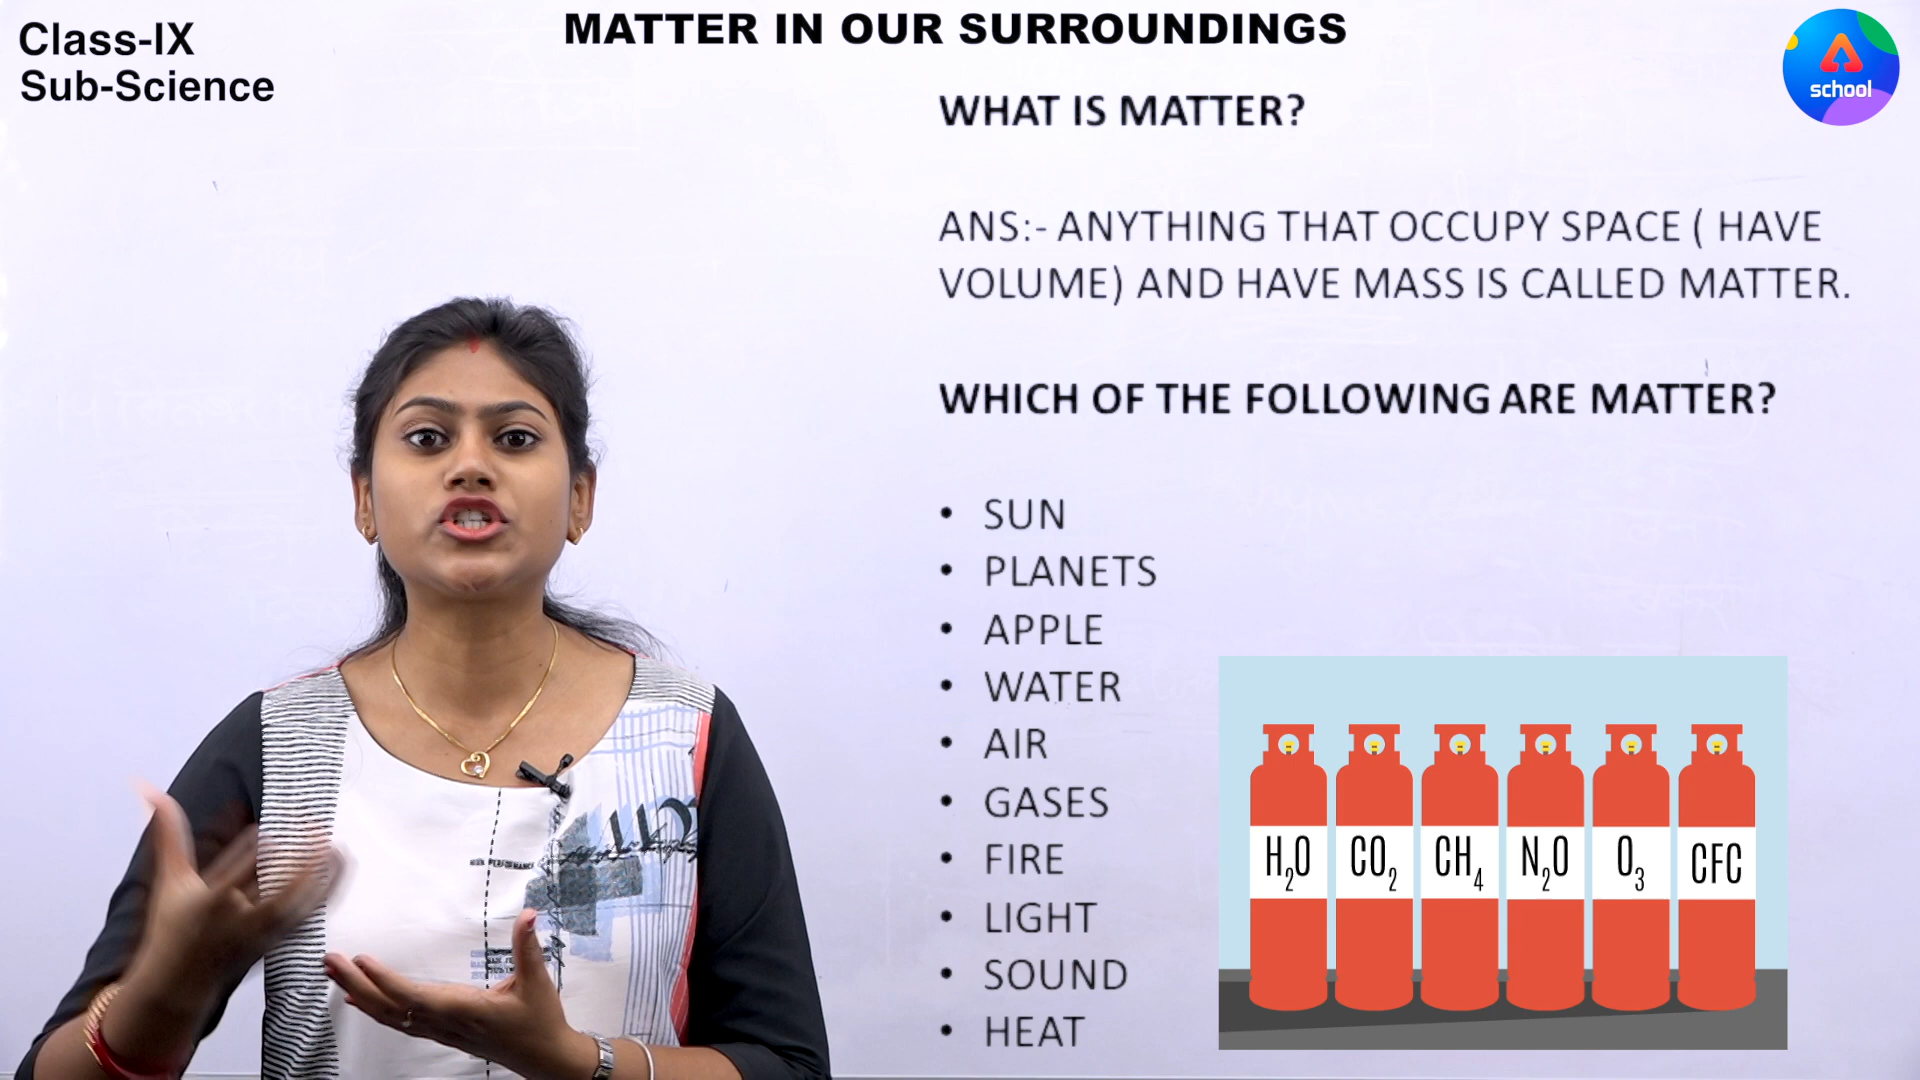 Class-IX
Sub-Science
MATTER IN OUR SURROUNDINGS
school
WHAT IS MATTER?
ANS:- ANYTHING THAT OCCUPY SPACE ( HAVE
VOLUME) AND HAVE MASS IS CALLED MATTER.
WHICH OF THE FOLLOWING ARE MATTER?
• SUN
• PLANETS
• APPLE
• WATER
• AIR
• GASES
• FIRE
• LIGHT
• SOUND
• HEAT
H₂O CO₂ CH₄ N₂O O₃ CFC